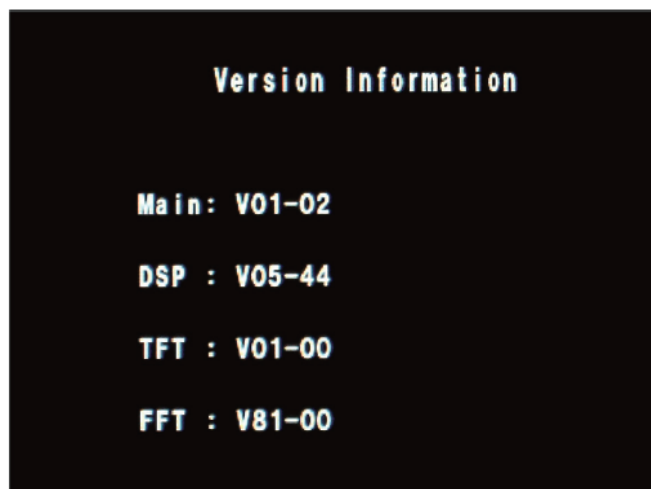 Version Information
Main: V01-02
DSP : V05-44
TFT : V01-00
FFT : V81-00